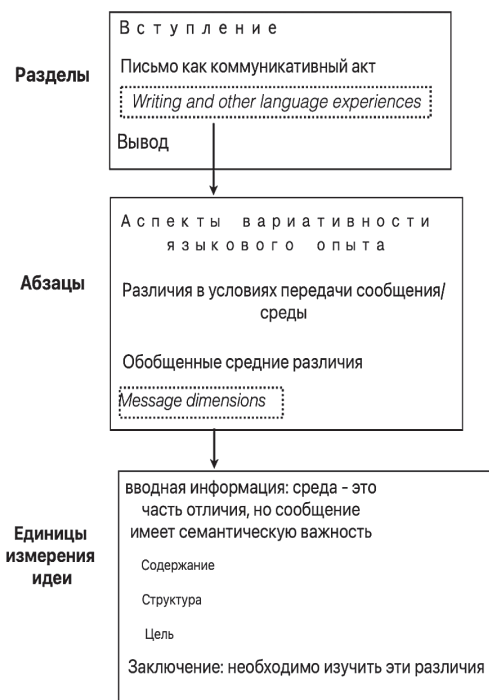 Вступление
Разделы
Письмо как коммуникативный акт
Writing and other language experiences
Вывод
Аспекты вариативности
языкового опыта
Абзацы
Различия в условиях передачи сообщения/
среды
Обобщенные средние различия
Message dimensions
вводная информация: среда - это
часть отличия, но сообщение
имеет семантическую важность
Единицы
измерения
идеи
Содержание
Структура
Цель
Заключение: необходимо изучить эти различия